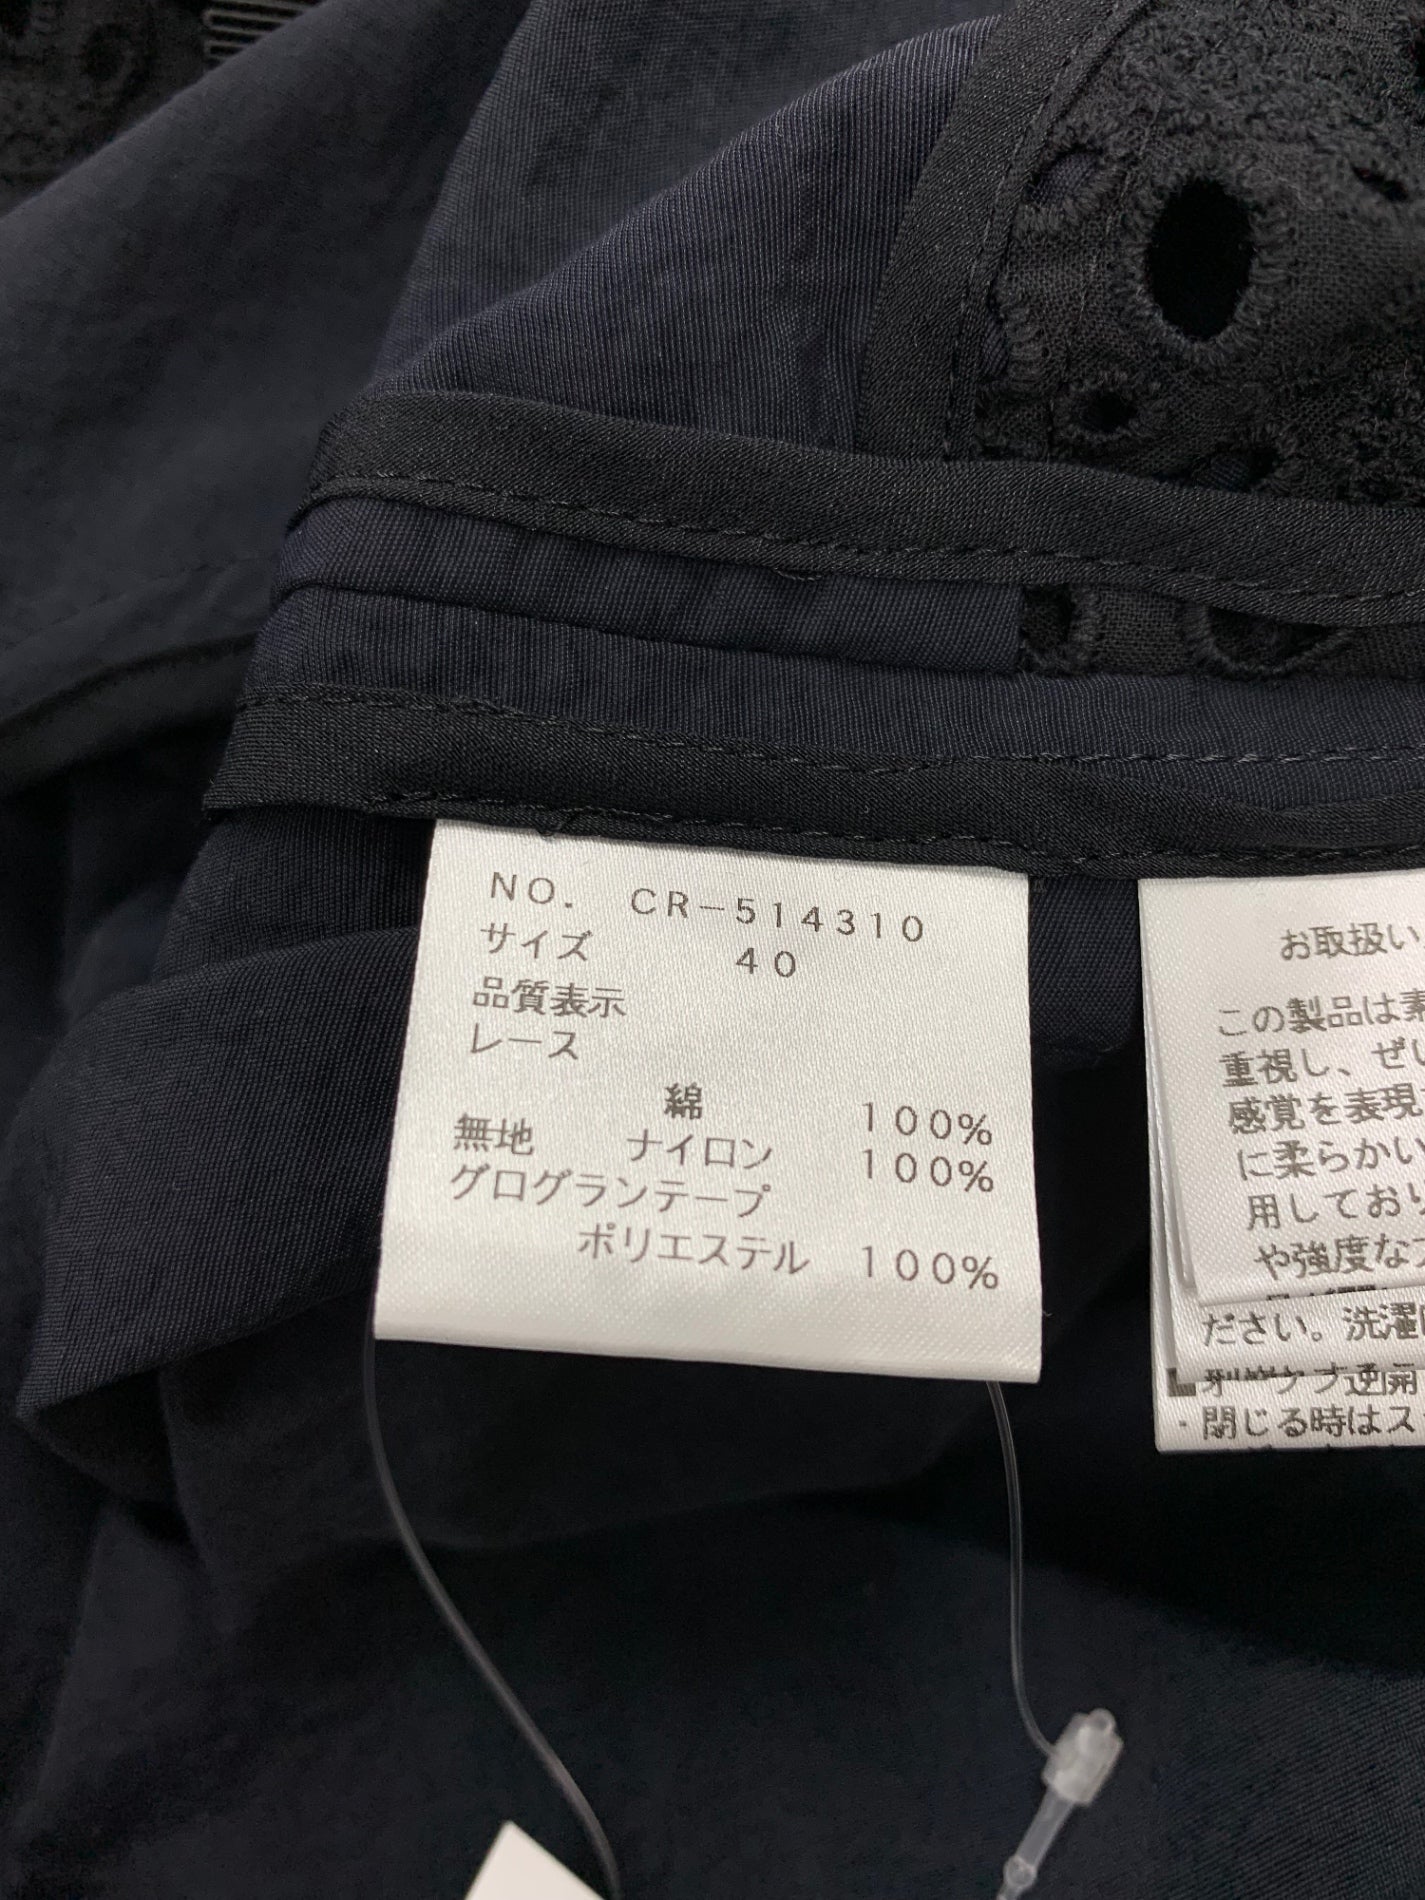 NO. CR-514310
サイズ 40
品質表示
レース
綿 100%
無地 ナイロン 100%
グログランテープ
ポリエステル 100%
お取扱い
この製品は素
重視し、ぜい
感覚を表現
に柔らかい
用しており
や強度など
ださい。洗濯
・閉じる時はス